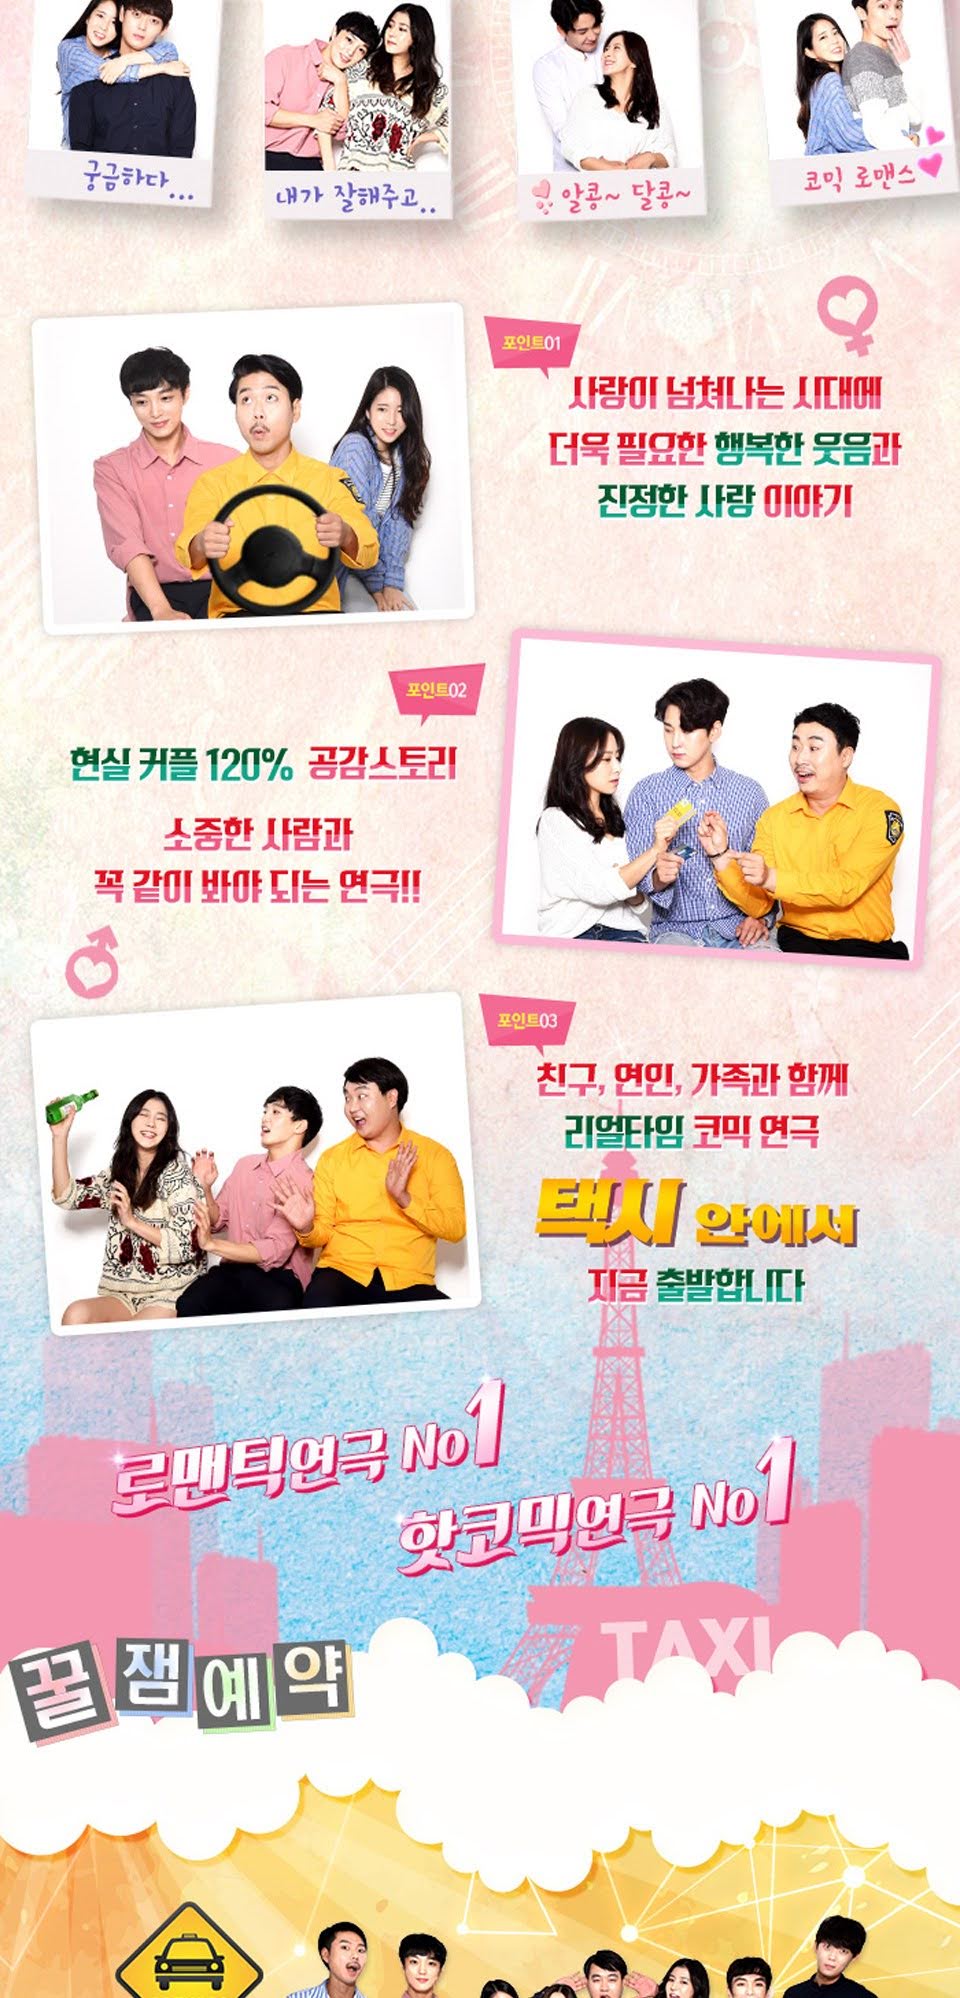 궁금하다...
내가 잘해주고..
알콩~ 달콩~
코믹 로맨스
포인트01
사랑이 넘쳐나는 시대에
더욱 필요한 행복한 웃음과
진정한 사랑 이야기
포인트02
현실 커플 120% 공감스토리
소중한 사람과
꼭 같이 봐야 되는 연극!!
포인트03
친구, 연인, 가족과 함께
리얼타임 코믹 연극
택시 안에서
지금 출발합니다
로맨틱연극 No1
핫코믹연극 No1
TAXI
꿀잼예약